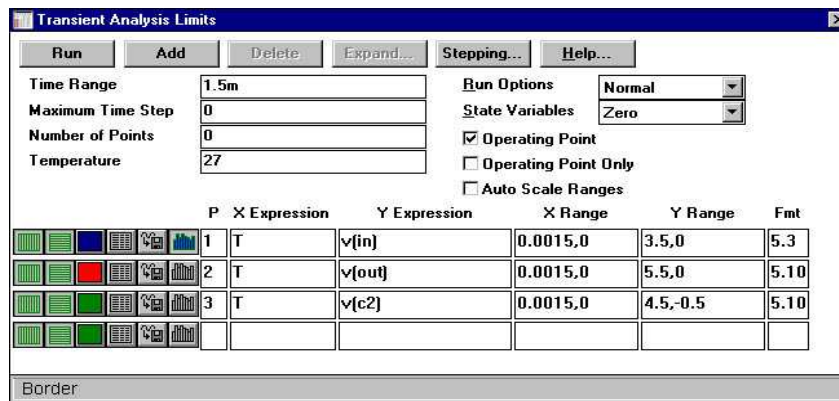 Transient Analysis Limits
Run Add Delete Expand... Stepping... Help...
Time Range 1.5m Run Options Normal
Maximum Time Step 0 State Variables Zero
Number of Points 0 Operating Point
Temperature 27 Operating Point Only
Auto Scale Ranges
P X Expression Y Expression X Range Y Range Fmt
1 T v(in) 0.0015,0 3.5,0 5.3
2 T v(out) 0.0015,0 5.5,0 5.10
3 T v(c2) 0.0015,0 4.5,-0.5 5.10
Border